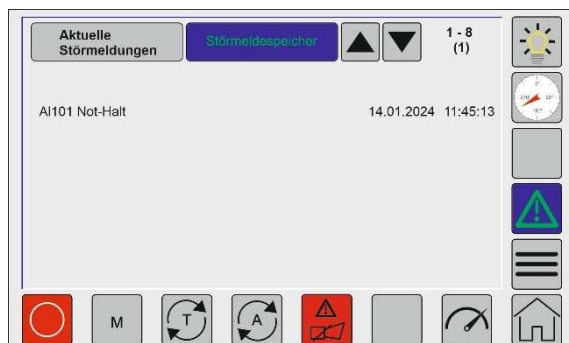 Aktuelle
Störmeldungen
Störmeldespeicher
1 - 8
(1)
AI101 Not-Halt 14.01.2024 11:45:13
M
T
A